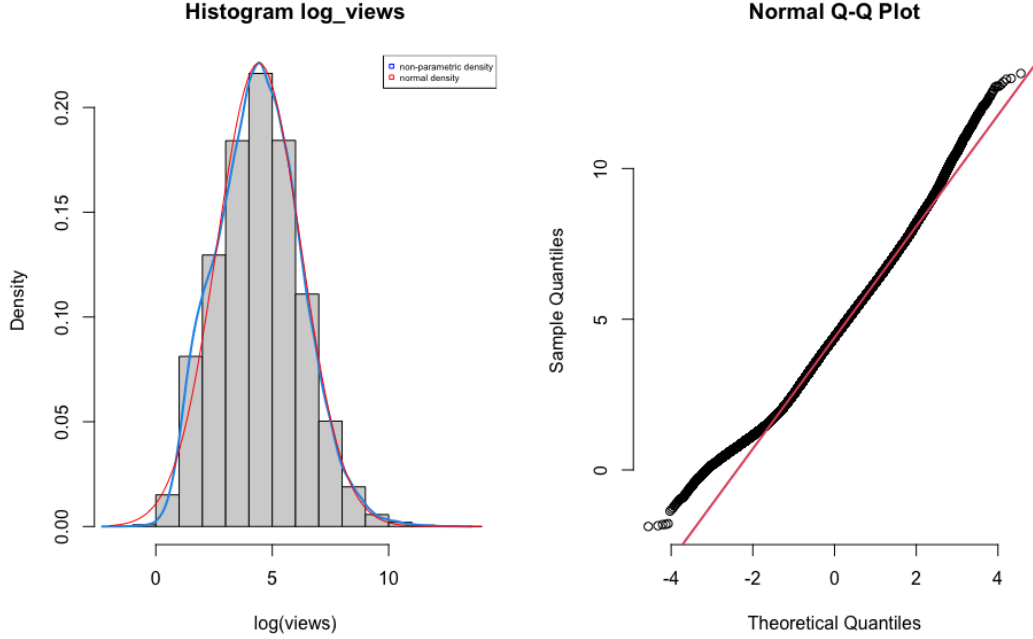 Histogram log_views
non-parametric density
normal density
Density
0.00
0.05
0.10
0.15
0.20
0
5
10
log(views)
Normal Q-Q Plot
Sample Quantiles
0
5
10
-4
-2
0
2
4
Theoretical Quantiles